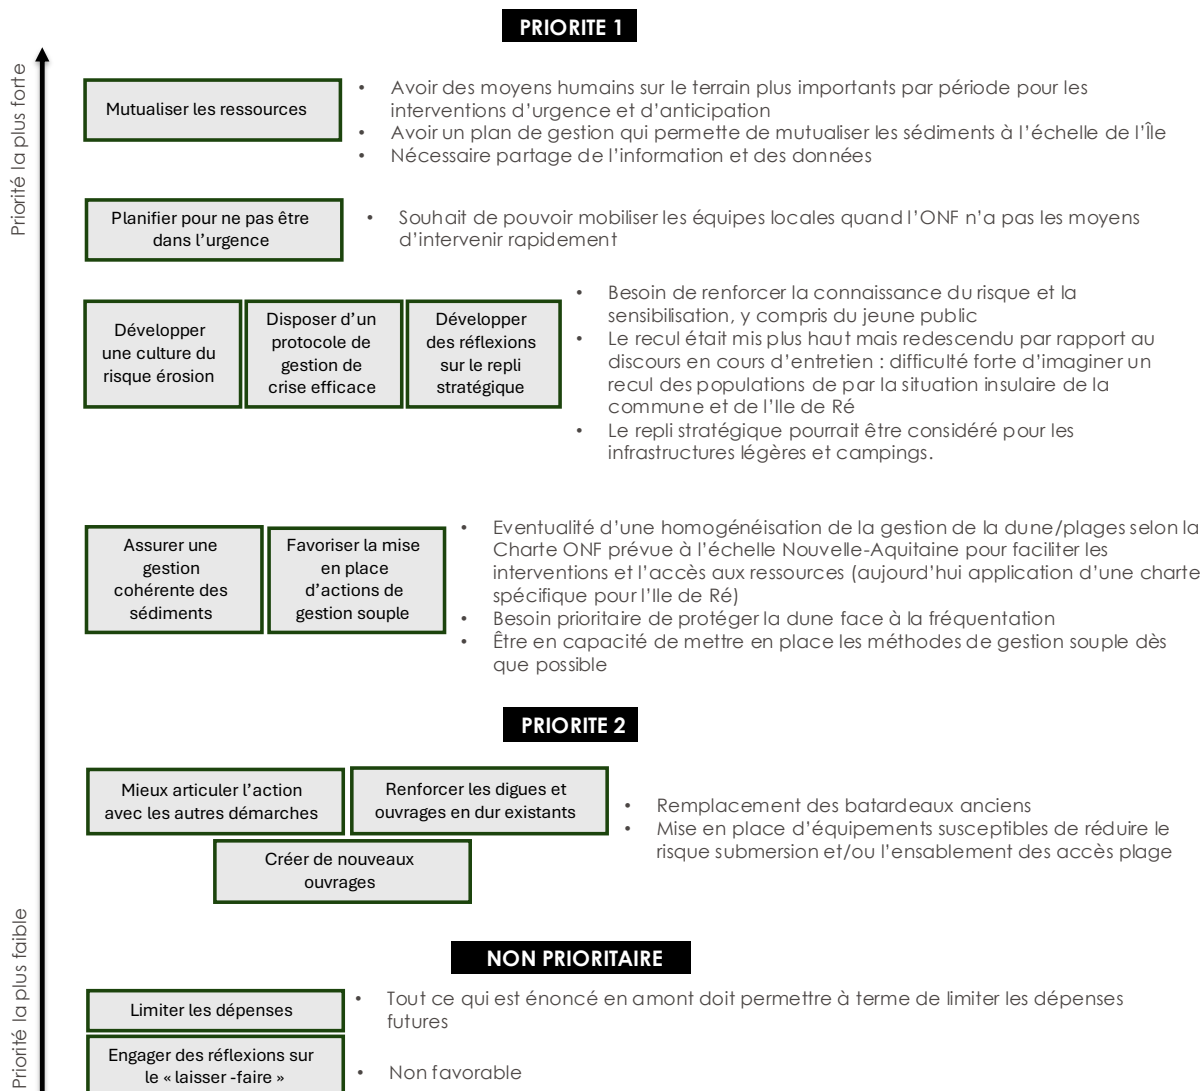 PRIORITE 1
Priorité la plus forte
Mutualiser les ressources
• Avoir des moyens humains sur le terrain plus importants par période pour les
interventions d'urgence et d'anticipation
• Avoir un plan de gestion qui permette de mutualiser les sédiments à l'échelle de l'Île
• Nécessaire partage de l'information et des données
Planifier pour ne pas être
dans l'urgence
• Souhait de pouvoir mobiliser les équipes locales quand l'ONF n'a pas les moyens
d'intervenir rapidement
Développer
une culture du
risque érosion
Disposer d'un
protocole de
gestion de
crise efficace
Développer
des réflexions
sur le repli
stratégique
• Besoin de renforcer la connaissance du risque et la
sensibilisation, y compris du jeune public
• Le recul était mis plus haut mais redescendu par rapport au
discours en cours d'entretien : difficulté forte d'imaginer un
recul des populations de par la situation insulaire de la
commune et de l'Ile de Ré
• Le repli stratégique pourrait être considéré pour les
infrastructures légères et campings.
Assurer une
gestion
cohérente des
sédiments
Favoriser la mise
en place
d'actions de
gestion souple
• Eventualité d'une homogénéisation de la gestion de la dune/plages selon la
Charte ONF prévue à l'échelle Nouvelle-Aquitaine pour faciliter les
interventions et l'accès aux ressources (aujourd'hui application d'une charte
spécifique pour l'Ile de Ré)
• Besoin prioritaire de protéger la dune face à la fréquentation
• Être en capacité de mettre en place les méthodes de gestion souple dès
que possible
PRIORITE 2
Mieux articuler l'action
avec les autres démarches
Renforcer les digues et
ouvrages en dur existants
Créer de nouveaux
ouvrages
• Remplacement des batardeaux anciens
• Mise en place d'équipements susceptibles de réduire le
risque submersion et/ou l'ensablement des accès plage
NON PRIORITAIRE
Priorité la plus faible
Limiter les dépenses
• Tout ce qui est énoncé en amont doit permettre à terme de limiter les dépenses
futures
Engager des réflexions sur
le « laisser -faire »
• Non favorable